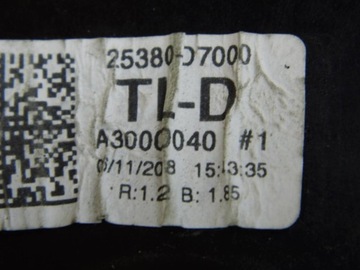 25380-D7000
TL-D
A3000040 #1
15:43:35
R:1.2 B: 1.85